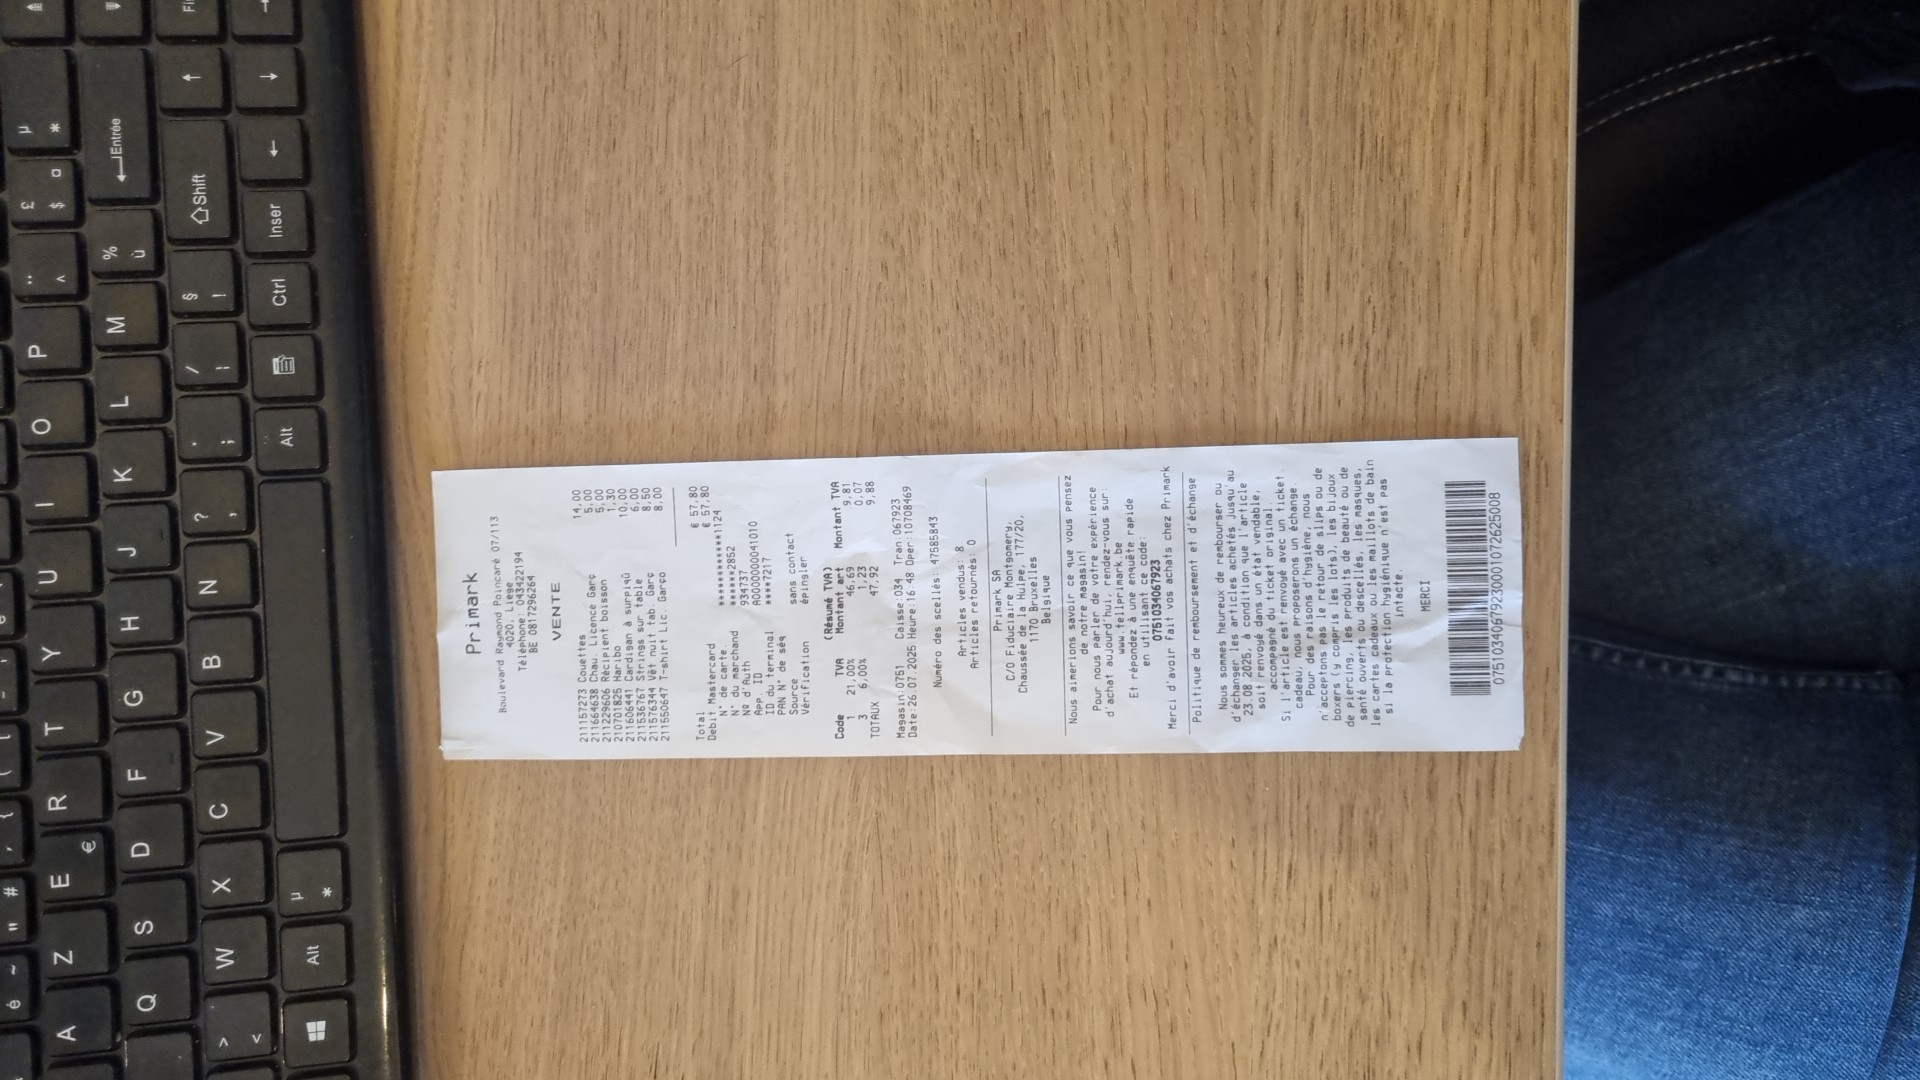 Primark
Boulevard Raymond Poincaré 07/113
4020, Liege
Téléphone :043422194
BE 0817296264
VENTE
211157273 Couettes 14,00
211664638 Chau. Licence Garç 5,00
211229606 Récipient boisson 5,00
210701825 Haribo 1,30
211606441 Cardigan à surpiqû 10,00
211536767 Strings sur table 6,00
211576344 Vêt nuit tab. Garç 8,50
211550647 T-shirt Lic. Garço 8,00
Total € 57,80
Debit Mastercard € 57,80
N° de carte ************1124
N° du marchand *****2852
Nº d'Auth 934737
App. ID A0000000041010
ID du terminal ****7217
PAN N° de séq
Source sans contact
Vérification épingler
(Résumé TVA)
Code TVA Montant art Montant TVA
1 21,00% 46,69 9,81
3 6,00% 1,23 0,07
TOTAUX 47,92 9,88
Magasin:0751 Caisse:034 Tran:067923
Date:26.07.2025 Heure:16:48 Oper:10708469
Numéro des scellés: 47585843
Articles vendus: 8
Articles retournés: 0
Primark SA
C/O Fiduciaire Montgomery,
Chaussée de la Hulpe, 177/20,
1170 Bruxelles
Belgique
Nous aimerions savoir ce que vous pensez
de notre magasin!
Pour nous parler de votre expérience
d'achat aujourd'hui, rendez-vous sur:
www.tellprimark.be
Et répondez à une enquête rapide
en utilisant ce code:
0751034067923
Merci d'avoir fait vos achats chez Primark
Politique de remboursement et d'échange
Nous sommes heureux de rembourser ou
d'échanger les articles achetés jusqu'au
23.08.2025, à condition que l'article
soit renvoyé dans un état vendable,
accompagné du ticket original.
Si l'article est renvoyé avec un ticket
cadeau, nous proposerons un échange.
Pour des raisons d'hygiène, nous
n'acceptons pas le retour de slips ou de
boxers (y compris les lots), les bijoux
de piercing, les produits de beauté ou de
santé ouverts ou descellés, les masques,
les cartes cadeaux ou les maillots de bain
si la protection hygiénique n'est pas
intacte.
MERCI
07510340679230001072625008
µ *
£ $ ¤
¨ ^
P
O
I
U
Y
T
R
E €
Z
A
Entrée
% ù
M
L
K
J
H
G
F
D
S
Q
Shift
§ !
/ :
. ;
? ,
N
B
V
C
X
W
> <
Inser
Ctrl
Alt
µ *
Alt